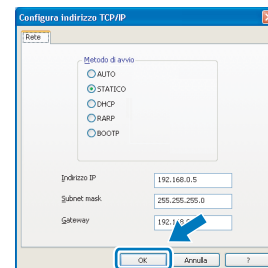 Configura indirizzo TCP/IP
Rete
Metodo di avvio
AUTO
STATICO
DHCP
RARP
BOOTP
Indirizzo IP 192.168.0.5
Subnet mask 255.255.255.0
Gateway
OK Annulla ?